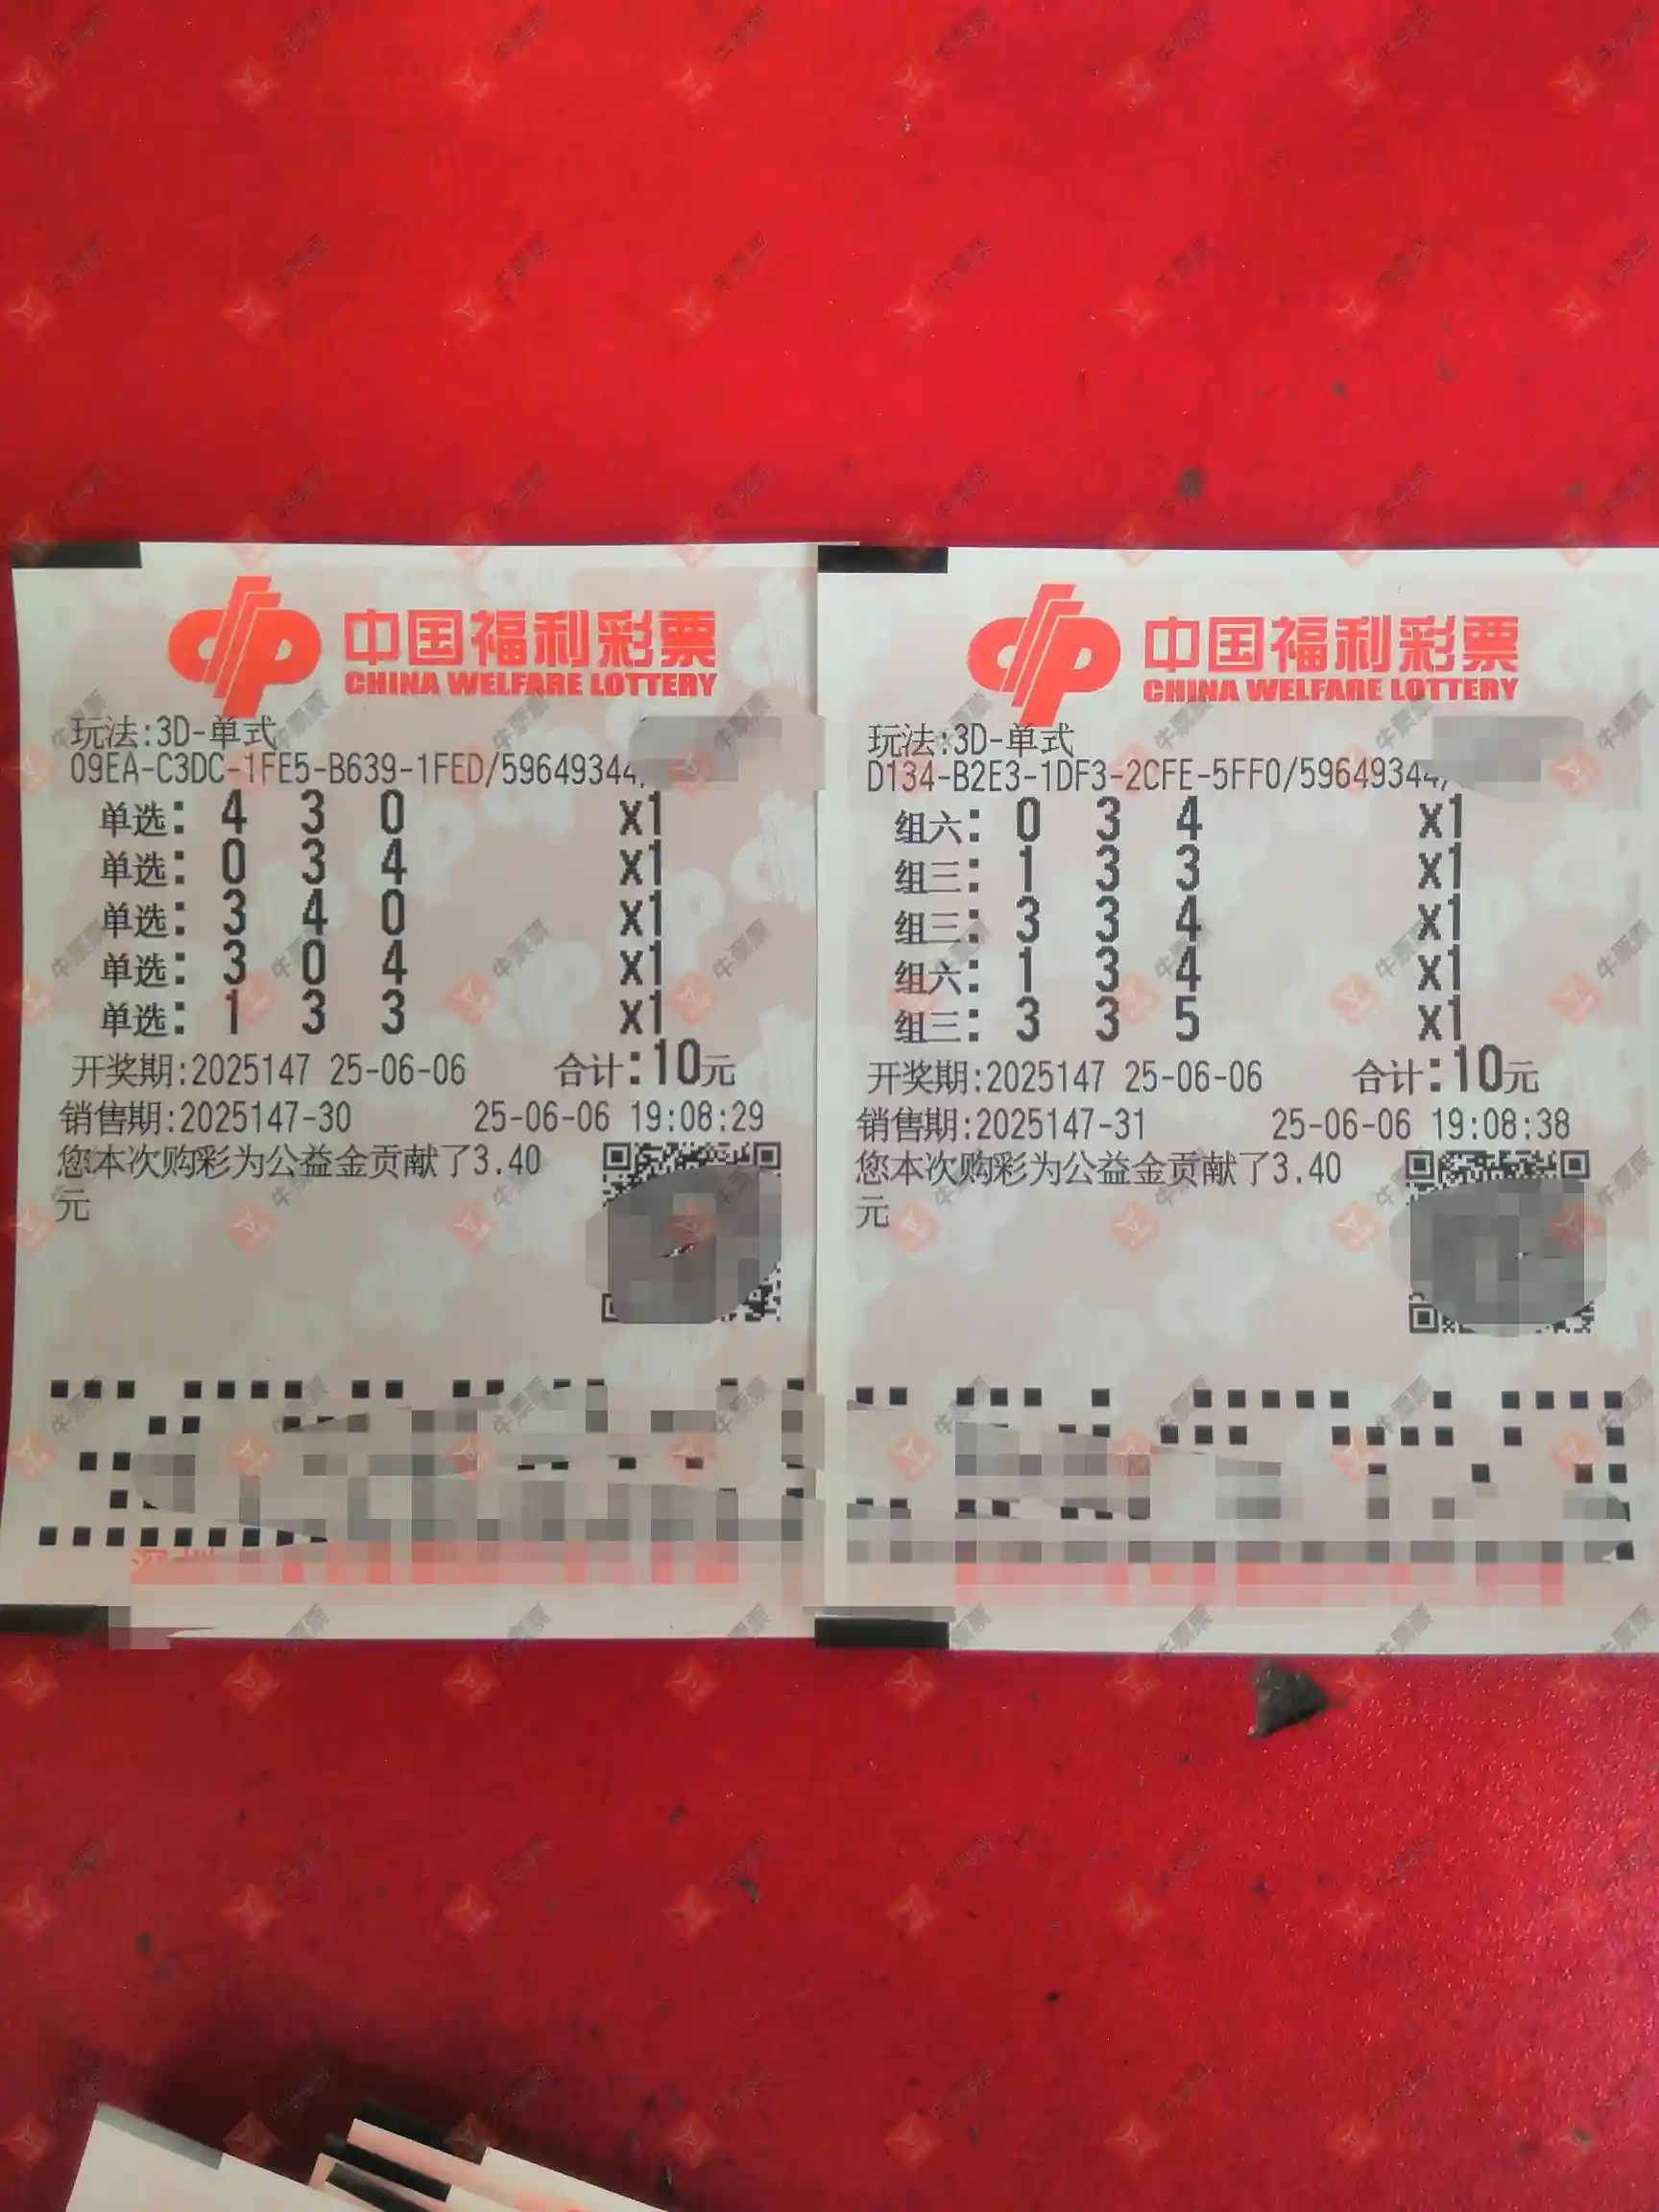 中国福利彩票
CHINA WELFARE LOTTERY
玩法:3D-单式
09EA-C3DC-1FE5-B639-1FED/59649344
单选: 4 3 0 x1
单选: 0 3 4 x1
单选: 3 4 0 x1
单选: 3 0 4 x1
单选: 1 3 3 x1
开奖期:2025147 25-06-06 合计:10元
销售期:2025147-30 25-06-06 19:08:29
您本次购彩为公益金贡献了3.40
元
中国福利彩票
CHINA WELFARE LOTTERY
玩法:3D-单式
D134-B2E3-1DF3-2CFE-5FF0/59649344
组六: 0 3 4 x1
组三: 1 3 3 x1
组三: 3 3 4 x1
组六: 1 3 4 x1
组三: 3 3 5 x1
开奖期:2025147 25-06-06 合计:10元
销售期:2025147-31 25-06-06 19:08:38
您本次购彩为公益金贡献了3.40
元
牛票票